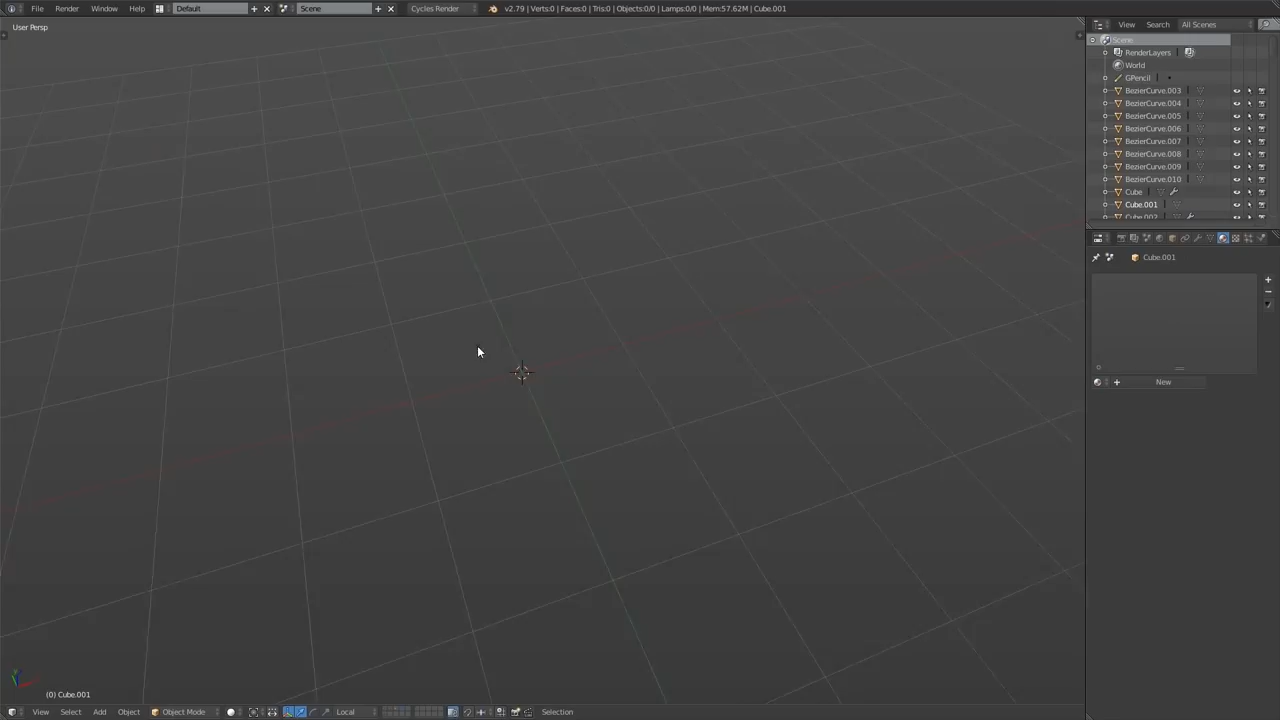 File Render Window Help Default Scene Cycles Render v2.79 | Verts:0 | Faces:0 | Tris:0 | Objects:0/0 | Lamps:0/0 | Mem:57.62M | Cube.001
User Persp
View Search All Scenes
Scene
RenderLayers
World
GPencil
BezierCurve.003
BezierCurve.004
BezierCurve.005
BezierCurve.006
BezierCurve.007
BezierCurve.008
BezierCurve.009
BezierCurve.010
Cube
Cube.001
Cube.002
Cube.001
New
(0) Cube.001
View Select Add Object Object Mode Local Selection